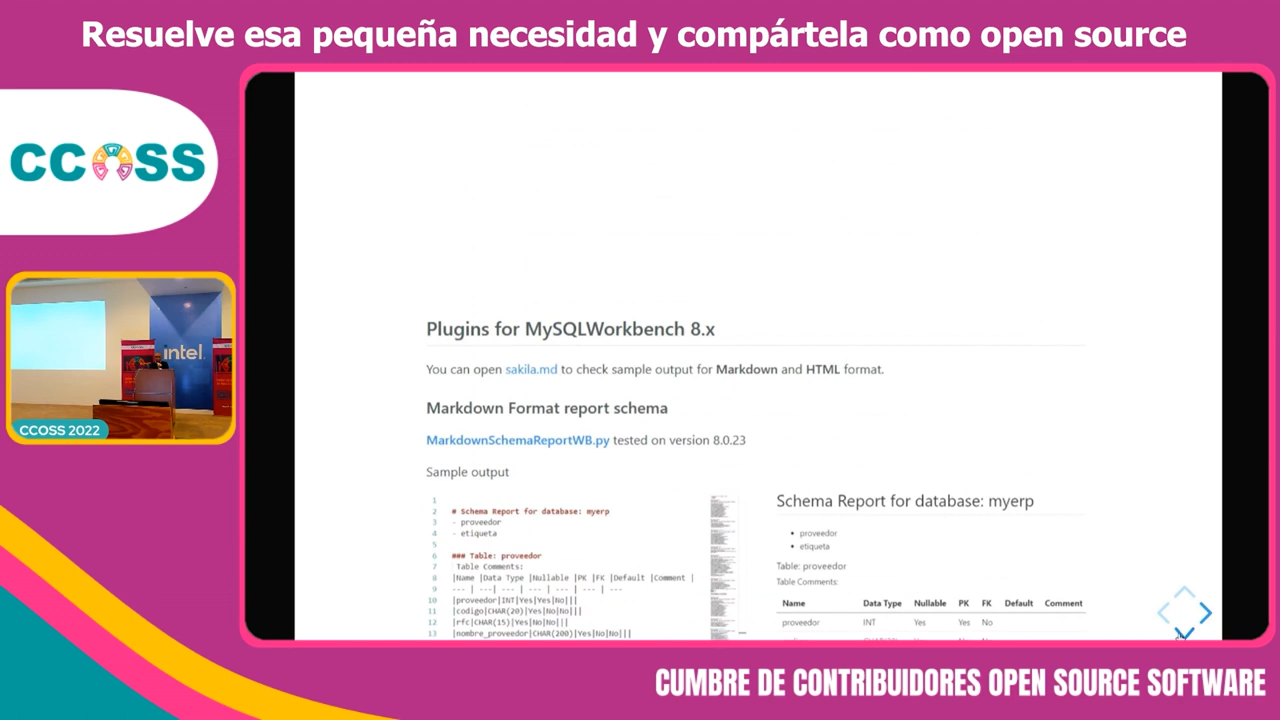 Resuelve esa pequeña necesidad y compártela como open source
CCOSS
intel.
CCOSS 2022
Plugins for MySQLWorkbench 8.x
You can open sakila.md to check sample output for Markdown and HTML format.
Markdown Format report schema
MarkdownSchemaReportWB.py tested on version 8.0.23
Sample output
1
2 # Schema Report for database: myerp
3 - proveedor
4 - etiqueta
5
6 ### Table: proveedor
7 Table Comments:
8 |Name |Data Type |Nullable |PK |FK |Default |Comment |
9 --- | ---| --- | --- | --- | --- | ---
10 |proveedor|INT|Yes|Yes|No|||
11 |codigo|CHAR(20)|Yes|No|No|||
12 |rfc|CHAR(15)|Yes|No|No|||
13 |nombre_proveedor|CHAR(200)|Yes|No|No|||
Schema Report for database: myerp
• proveedor
• etiqueta
Table: proveedor
Table Comments:
Name Data Type Nullable PK FK Default Comment
proveedor INT Yes Yes No
CUMBRE DE CONTRIBUIDORES OPEN SOURCE SOFTWARE